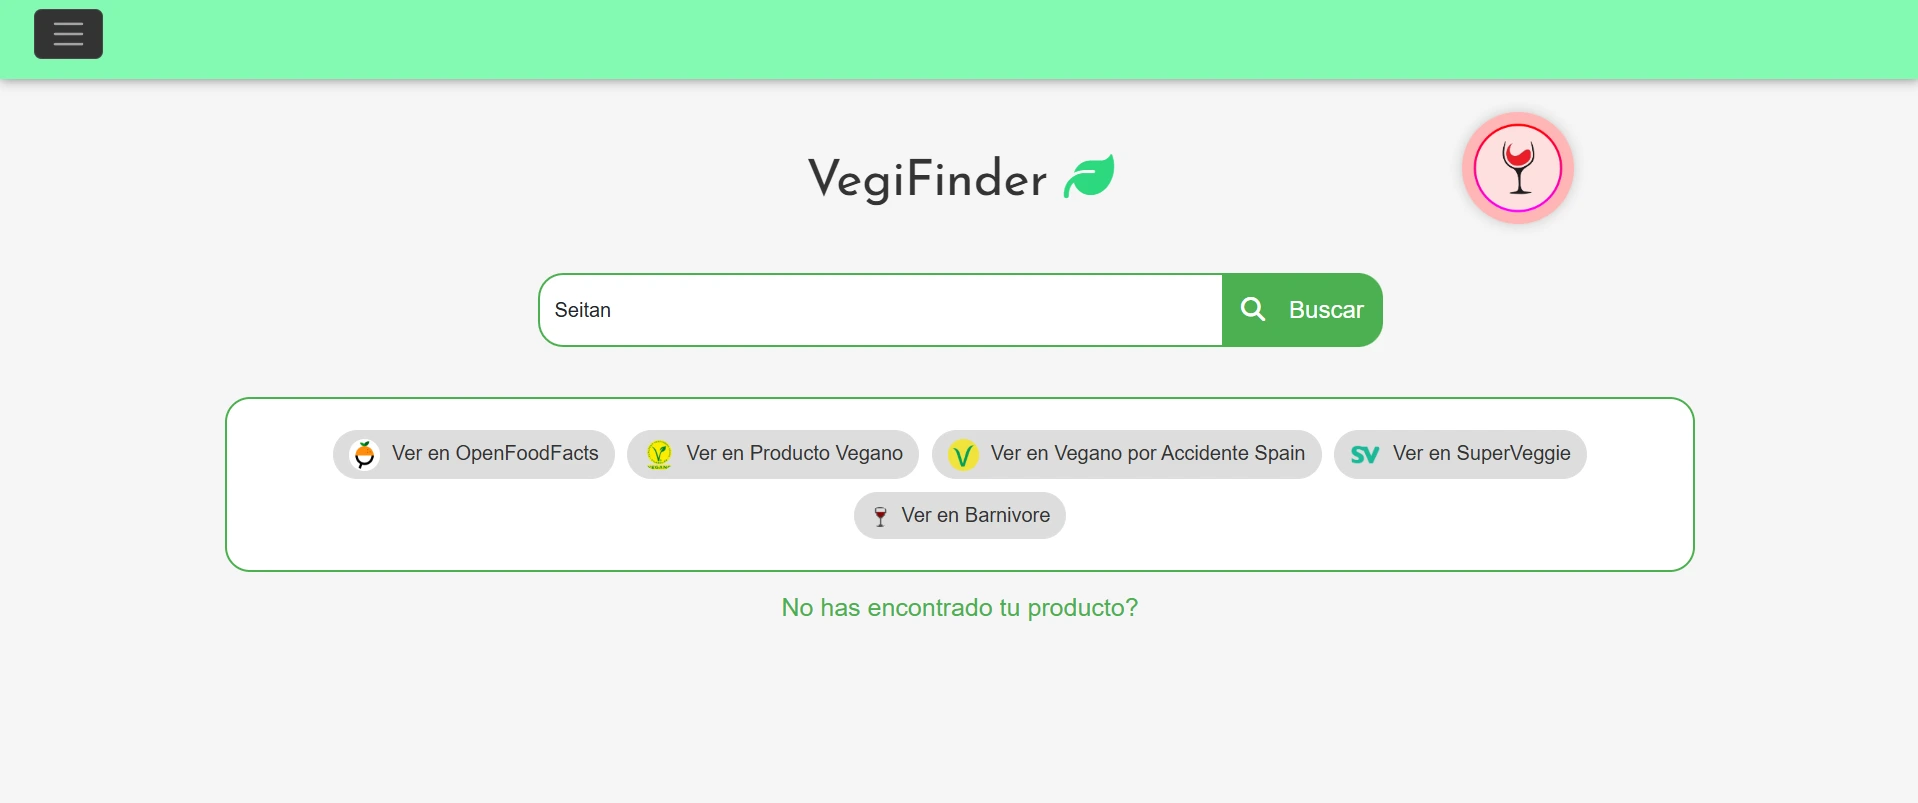 VegiFinder
Seitan
Buscar
Ver en OpenFoodFacts
Ver en Producto Vegano
Ver en Vegano por Accidente Spain
SV Ver en SuperVeggie
Ver en Barnivore
No has encontrado tu producto?